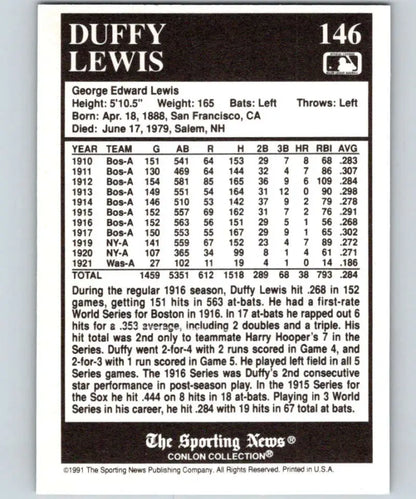 DUFFY
LEWIS
146
George Edward Lewis
Height: 5'10.5" Weight: 165 Bats: Left Throws: Left
Born: Apr. 18, 1888, San Francisco, CA
Died: June 17, 1979, Salem, NH
YEAR TEAM G AB R H 2B 3B HR RBI AVG
1910 Bos-A 151 541 64 153 29 7 8 68 .283
1911 Bos-A 130 469 64 144 32 4 7 86 .307
1912 Bos-A 154 581 85 165 36 9 6 109 .284
1913 Bos-A 149 551 54 164 31 12 0 90 .298
1914 Bos-A 146 510 53 142 37 9 2 79 .278
1915 Bos-A 152 557 69 162 31 7 2 76 .291
1916 Bos-A 152 563 56 151 29 5 1 56 .268
1917 Bos-A 150 553 55 167 29 9 1 65 .302
1919 NY-A 141 559 67 152 23 4 7 89 .272
1920 NY-A 107 365 34 99 8 1 4 61 .271
1921 Was-A 27 102 11 19 4 1 0 14 .186
TOTAL 1459 5351 612 1518 289 68 38 793 .284
During the regular 1916 season, Duffy Lewis hit .268 in 152
games, getting 151 hits in 563 at-bats. He had a first-rate
World Series for Boston in 1916. In 17 at-bats he rapped out 6
hits for a .353 average, including 2 doubles and a triple. His
hit total was 2nd only to teammate Harry Hooper's 7 in the
Series. Duffy went 2-for-4 with 2 runs scored in Game 4, and
2-for-3 with 1 run scored in Game 5. He played left field in all 5
Series games. The 1916 Series was Duffy's 2nd consecutive
star performance in post-season play. In the 1915 Series for
the Sox he hit .444 on 8 hits in 18 at-bats. Playing in 3 World
Series in his career, he hit .284 with 19 hits in 67 total at bats.
The Sporting News®
CONLON COLLECTION®
©1991 The Sporting News Publishing Company. All Rights Reserved. Printed in U.S.A.